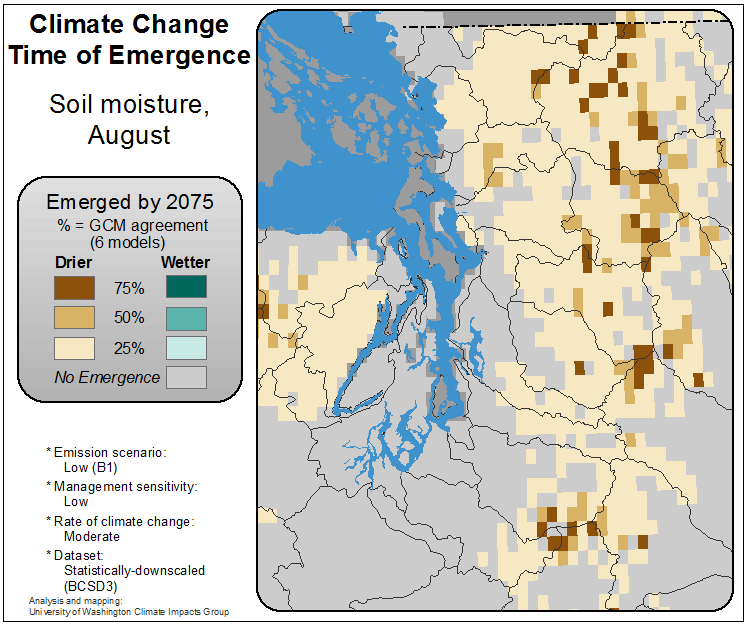 Climate Change
Time of Emergence
Soil moisture,
August
Emerged by 2075
% = GCM agreement
(6 models)
Drier Wetter
75%
50%
25%
No Emergence
* Emission scenario:
Low (B1)
* Management sensitivity:
Low
* Rate of climate change:
Moderate
* Dataset:
Statistically-downscaled
(BCSD3)
Analysis and mapping:
University of Washington Climate Impacts Group